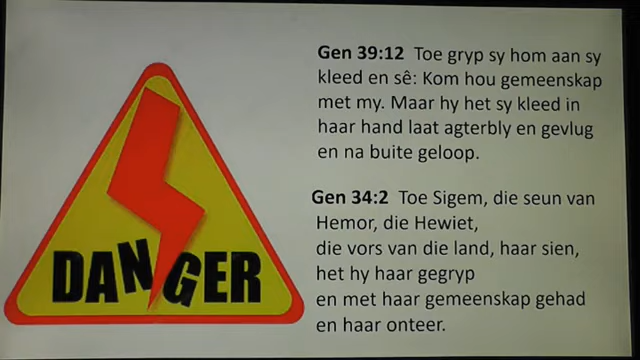 DANGER
Gen 39:12 Toe gryp sy hom aan sy
kleed en sê: Kom hou gemeenskap
met my. Maar hy het sy kleed in
haar hand laat agterbly en gevlug
en na buite geloop.
Gen 34:2 Toe Sigem, die seun van
Hemor, die Hewiet,
die vors van die land, haar sien,
het hy haar gegryp
en met haar gemeenskap gehad
en haar onteer.